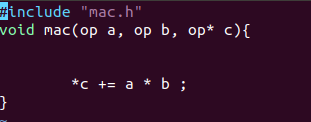 #include "mac.h"
void mac(op a, op b, op* c){
*c += a * b ;
}
~